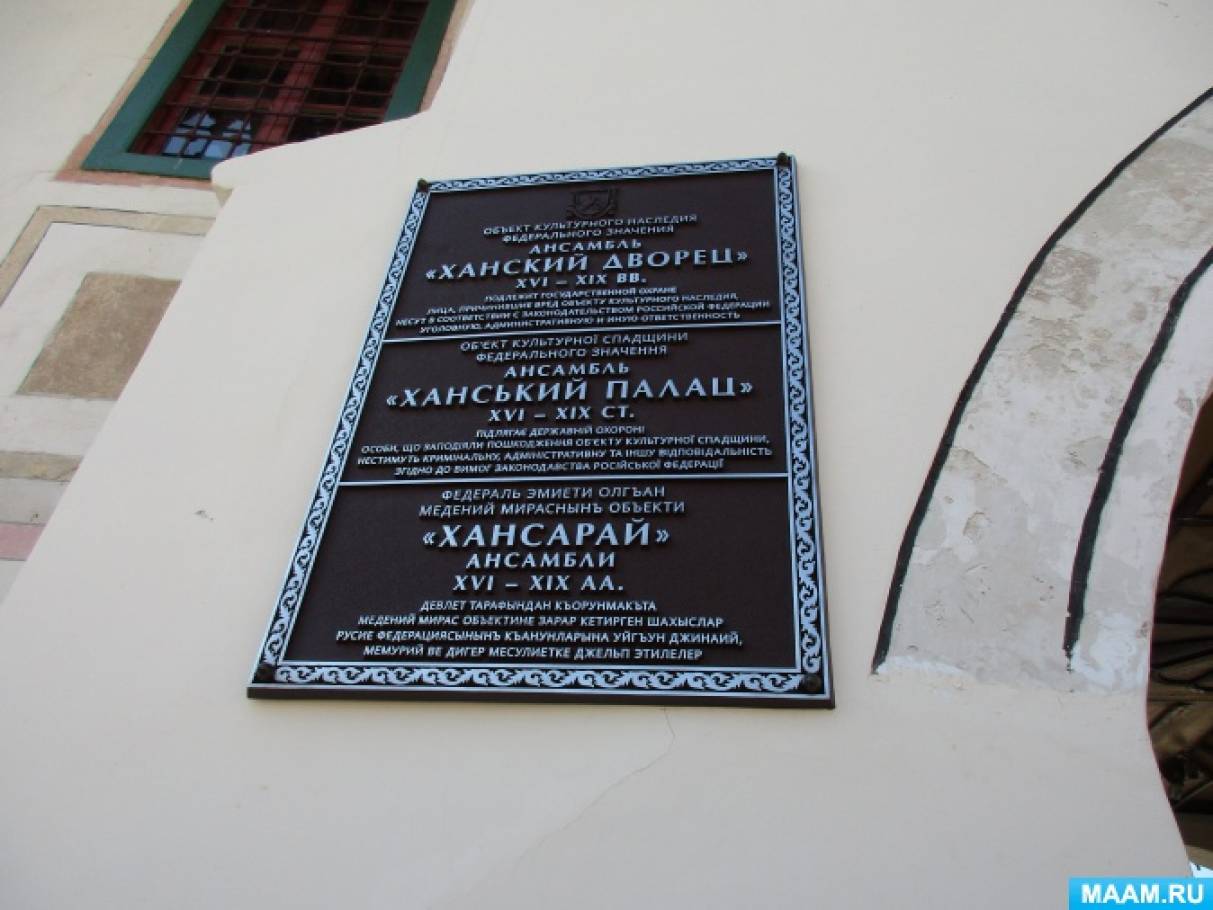 ОБЪЕКТ КУЛЬТУРНОГО НАСЛЕДИЯ
ФЕДЕРАЛЬНОГО ЗНАЧЕНИЯ
АНСАМБЛЬ
«ХАНСКИЙ ДВОРЕЦ»
XVI – XIX ВВ.
ПОДЛЕЖИТ ГОСУДАРСТВЕННОЙ ОХРАНЕ
ЛИЦА, ПРИЧИНИВШИЕ ВРЕД ОБЪЕКТУ КУЛЬТУРНОГО НАСЛЕДИЯ,
НЕСУТ В СООТВЕТСТВИИ С ЗАКОНОДАТЕЛЬСТВОМ РОССИЙСКОЙ ФЕДЕРАЦИИ
УГОЛОВНУЮ, АДМИНИСТРАТИВНУЮ И ИНУЮ ОТВЕТСТВЕННОСТЬ
ОБ'ЄКТ КУЛЬТУРНОЇ СПАДЩИНИ
ФЕДЕРАЛЬНОГО ЗНАЧЕННЯ
АНСАМБЛЬ
«ХАНСЬКИЙ ПАЛАЦ»
XVI – XIX СТ.
ПІДЛЯГАЄ ДЕРЖАВНІЙ ОХОРОНІ
ОСОБИ, ЩО ЗАПОДІЯЛИ ПОШКОДЖЕННЯ ОБ'ЄКТУ КУЛЬТУРНОЇ СПАДЩИНИ,
НЕСТИМУТЬ КРИМІНАЛЬНУ, АДМІНІСТРАТИВНУ ТА ІНШУ ВІДПОВІДАЛЬНІСТЬ
ЗГІДНО ДО ВИМОГ ЗАКОНОДАВСТВА РОСІЙСЬКОЇ ФЕДЕРАЦІЇ
ФЕДЕРАЛЬ ЭМИЕТИ ОЛГЪАН
МЕДЕНИЙ МИРАСНЫНЪ ОБЪЕКТИ
«ХАНСАРАЙ»
АНСАМБЛИ
XVI – XIX АА.
ДЕВЛЕТ ТАРАФЫНДАН КЪОРУНМАКЪТА
МЕДЕНИЙ МИРАС ОБЪЕКТИНЕ ЗАРАР КЕТИРГЕН ШАХЫСЛАР
РУСИЕ ФЕДЕРАЦИЯСЫНЫНЪ КЪАНУНЛАРЫНА УЙГЪУН ДЖИНАИЙ,
МЕМУРИЙ ВЕ ДИГЕР МЕСУЛИЕТКЕ ДЖЕЛЬП ЭТИЛЕЛЕР
MAAM.RU